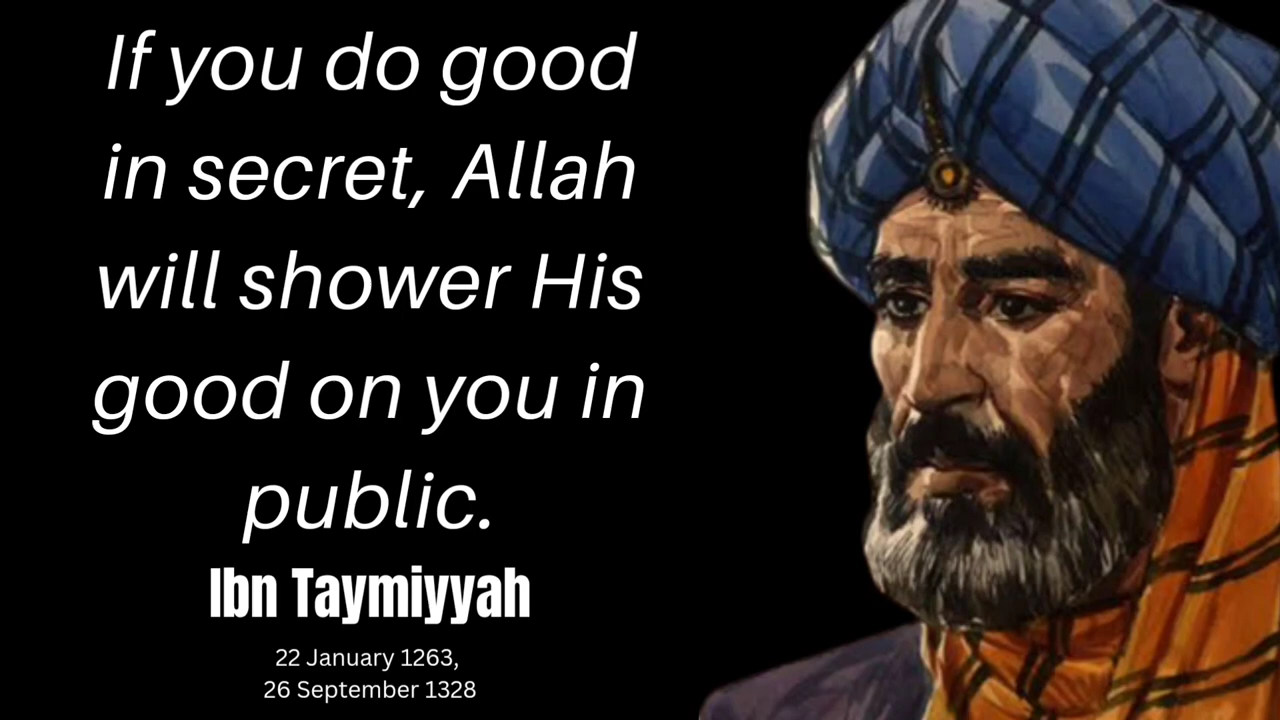 If you do good
in secret, Allah
will shower His
good on you in
public.
Ibn Taymiyyah
22 January 1263,
26 September 1328